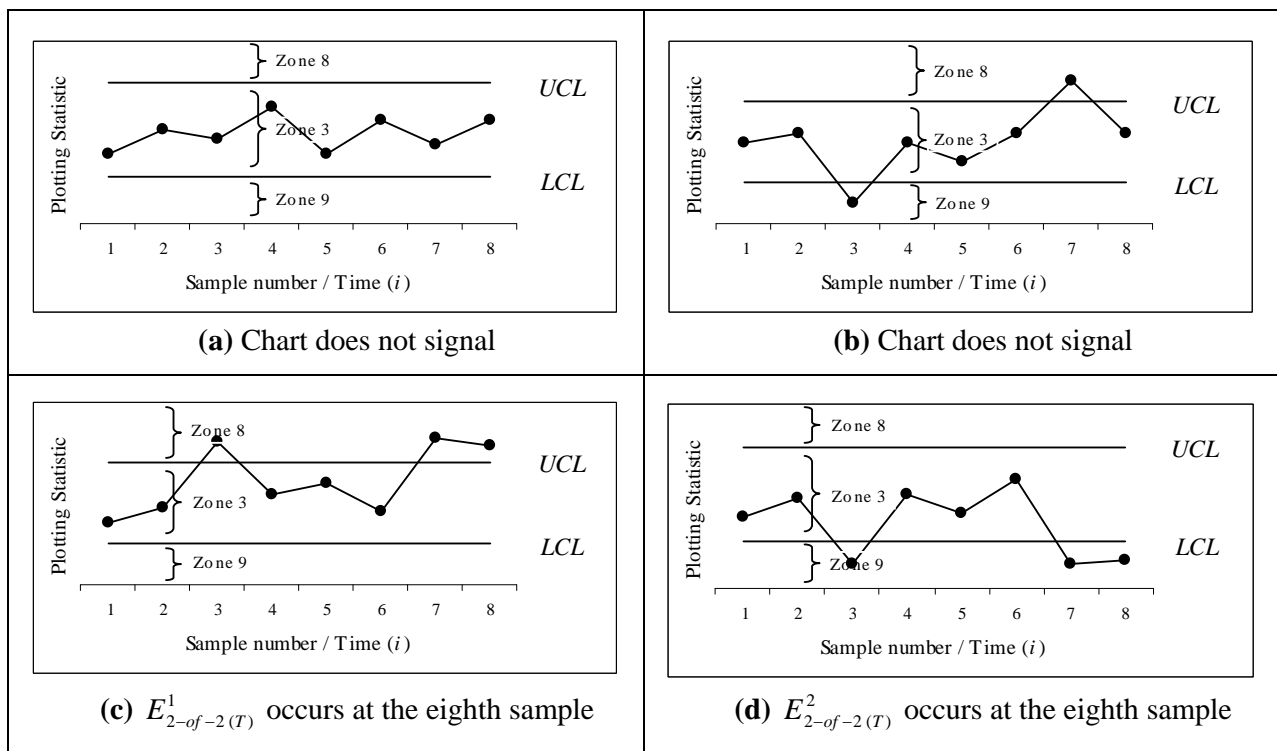 Plotting Statistic
Zone 8
UCL
Zone 3
LCL
Zone 9
1 2 3 4 5 6 7 8
Sample number / Time (i)
(a) Chart does not signal
Plotting Statistic
Zone 8
UCL
Zone 3
LCL
Zone 9
1 2 3 4 5 6 7 8
Sample number / Time (i)
(b) Chart does not signal
Plotting Statistic
Zone 8
UCL
Zone 3
LCL
Zone 9
1 2 3 4 5 6 7 8
Sample number / Time (i)
(c) E^1_{2-of-2(T)} occurs at the eighth sample
Plotting Statistic
Zone 8
UCL
Zone 3
LCL
Zone 9
1 2 3 4 5 6 7 8
Sample number / Time (i)
(d) E^2_{2-of-2(T)} occurs at the eighth sample